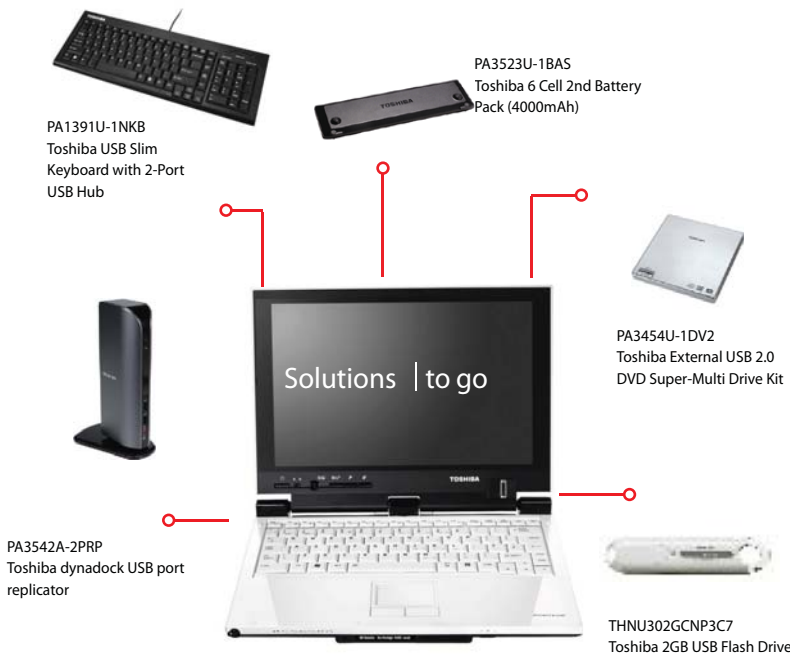 TOSHIBA
PA1391U-1NKB
Toshiba USB Slim
Keyboard with 2-Port
USB Hub
TOSHIBA
PA3523U-1BAS
Toshiba 6 Cell 2nd Battery
Pack (4000mAh)
PA3454U-1DV2
Toshiba External USB 2.0
DVD Super-Multi Drive Kit
Solutions | to go
TOSHIBA
PA3542A-2PRP
Toshiba dynadock USB port
replicator
THNU302GCNP3C7
Toshiba 2GB USB Flash Drive